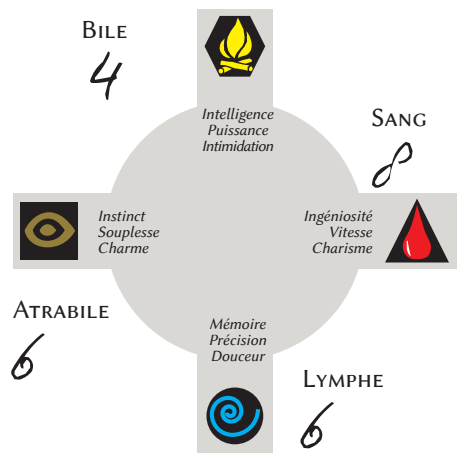 Bile
4
Intelligence
Puissance
Intimidation
Sang
8
Instinct
Souplesse
Charme
Ingéniosité
Vitesse
Charisme
Atrabile
6
Mémoire
Précision
Douceur
Lymphe
6